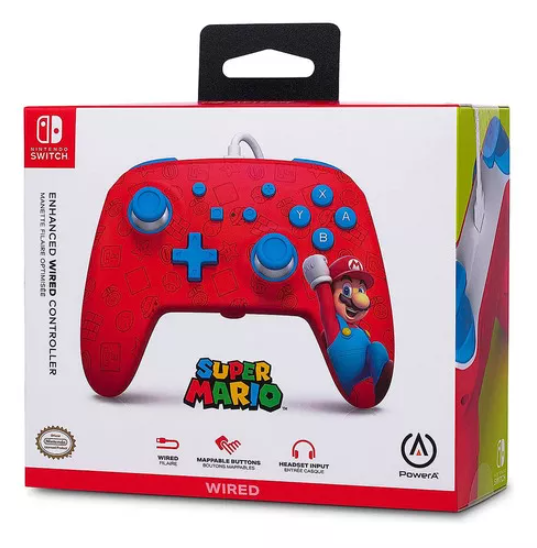 NINTENDO
SWITCH
ENHANCED WIRED CONTROLLER
MANETTE FILAIRE OPTIMISÉE
X
Y
A
B
SUPER
MARIO
WIRED
FILAIRE
MAPPABLE BUTTONS
BOUTONS MAPPABLES
HEADSET INPUT
ENTRÉE CASQUE
PowerA
WIRED